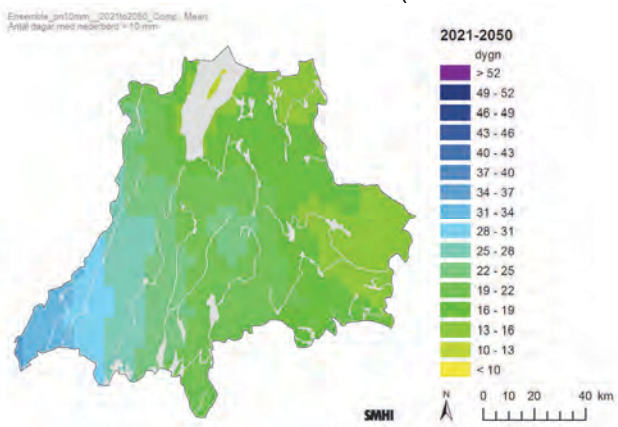 Ensemble_pn10mm__2021to2050_Comp. Mean
Antal dagar med nederbörd > 10 mm
2021-2050
dygn
> 52
49 - 52
46 - 49
43 - 46
40 - 43
37 - 40
34 - 37
31 - 34
28 - 31
25 - 28
22 - 25
19 - 22
16 - 19
13 - 16
10 - 13
< 10
SMHI
N
0 10 20 40 km